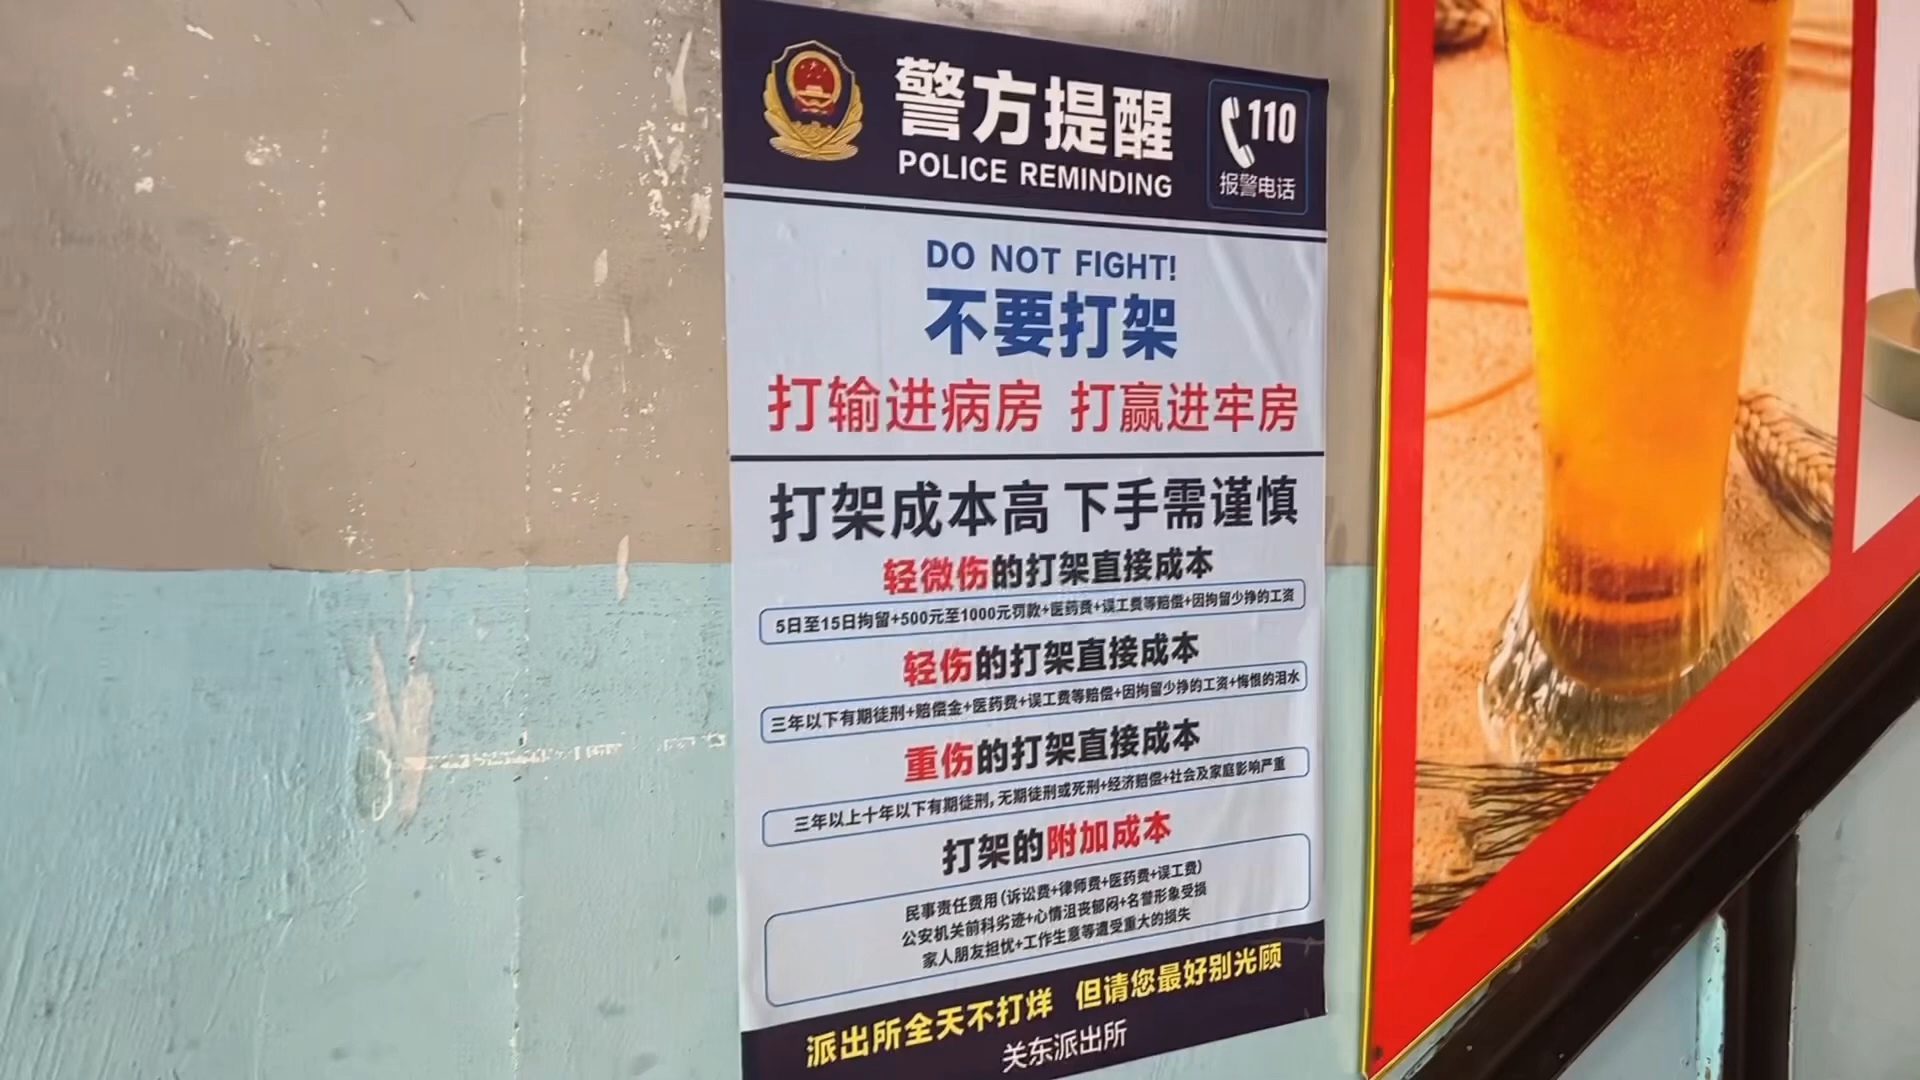 警方提醒
POLICE REMINDING
110
报警电话
DO NOT FIGHT!
不要打架
打输进病房 打赢进牢房
打架成本高 下手需谨慎
轻微伤的打架直接成本
5日至15日拘留+500元至1000元罚款+医药费+误工费等赔偿+因拘留少挣的工资
轻伤的打架直接成本
三年以下有期徒刑+赔偿金+医药费+误工费等赔偿+因拘留少挣的工资+悔恨的泪水
重伤的打架直接成本
三年以上十年以下有期徒刑,无期徒刑或死刑+经济赔偿+社会及家庭影响严重
打架的附加成本
民事责任费用(诉讼费+律师费+医药费+误工费)
公安机关前科劣迹+心情沮丧郁闷+名誉形象受损
家人朋友担忧+工作生意等遭受重大的损失
派出所全天不打烊 但请您最好别光顾
关东派出所